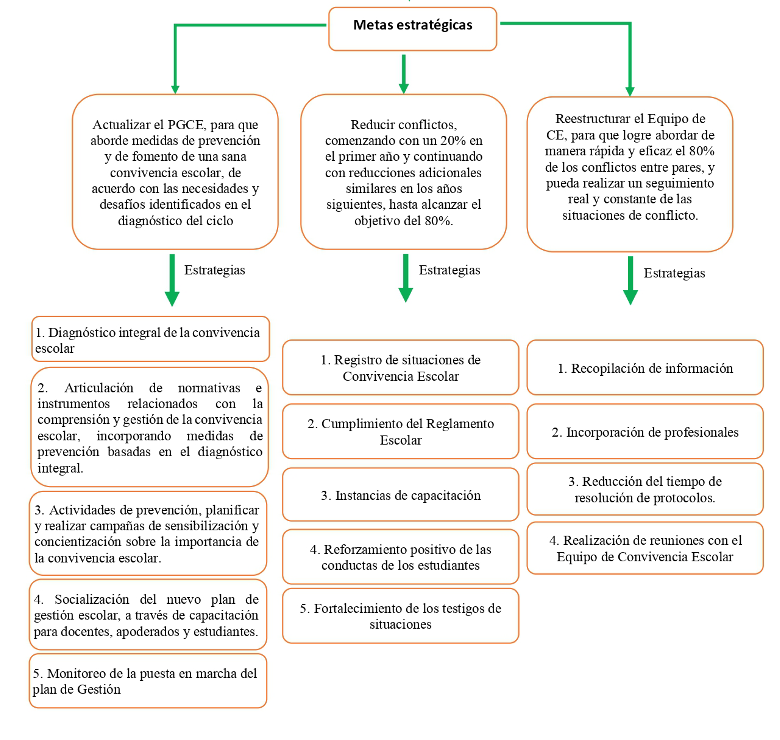 Metas estratégicas
Actualizar el PGCE, para que
aborde medidas de prevención
y de fomento de una sana
convivencia escolar, de
acuerdo con las necesidades y
desafíos identificados en el
diagnóstico del ciclo
Reducir conflictos,
comenzando con un 20% en
el primer año y continuando
con reducciones adicionales
similares en los años
siguientes, hasta alcanzar el
objetivo del 80%.
Reestructurar el Equipo de
CE, para que logre abordar de
manera rápida y eficaz el 80%
de los conflictos entre pares, y
pueda realizar un seguimiento
real y constante de las
situaciones de conflicto.
Estrategias
Estrategias
Estrategias
1. Diagnóstico integral de la convivencia
escolar
2. Articulación de normativas e
instrumentos relacionados con la
comprensión y gestión de la convivencia
escolar, incorporando medidas de
prevención basadas en el diagnóstico
integral.
3. Actividades de prevención, planificar
y realizar campañas de sensibilización y
concientización sobre la importancia de
la convivencia escolar.
4. Socialización del nuevo plan de
gestión escolar, a través de capacitación
para docentes, apoderados y estudiantes.
5. Monitoreo de la puesta en marcha del
plan de Gestión
1. Registro de situaciones de
Convivencia Escolar
2. Cumplimiento del Reglamento
Escolar
3. Instancias de capacitación
4. Reforzamiento positivo de las
conductas de los estudiantes
5. Fortalecimiento de los testigos de
situaciones
1. Recopilación de información
2. Incorporación de profesionales
3. Reducción del tiempo de
resolución de protocolos.
4. Realización de reuniones con el
Equipo de Convivencia Escolar